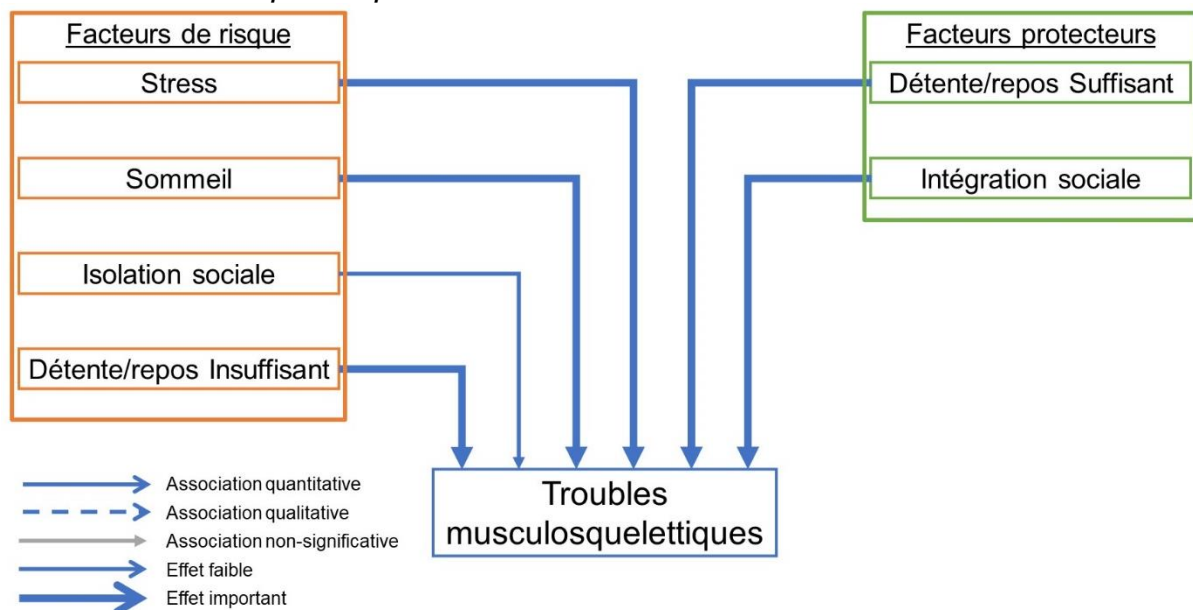 Facteurs de risque
Stress
Sommeil
Isolation sociale
Détente/repos Insuffisant
Facteurs protecteurs
Détente/repos Suffisant
Intégration sociale
Troubles
musculosquelettiques
Association quantitative
Association qualitative
Association non-significative
Effet faible
Effet important